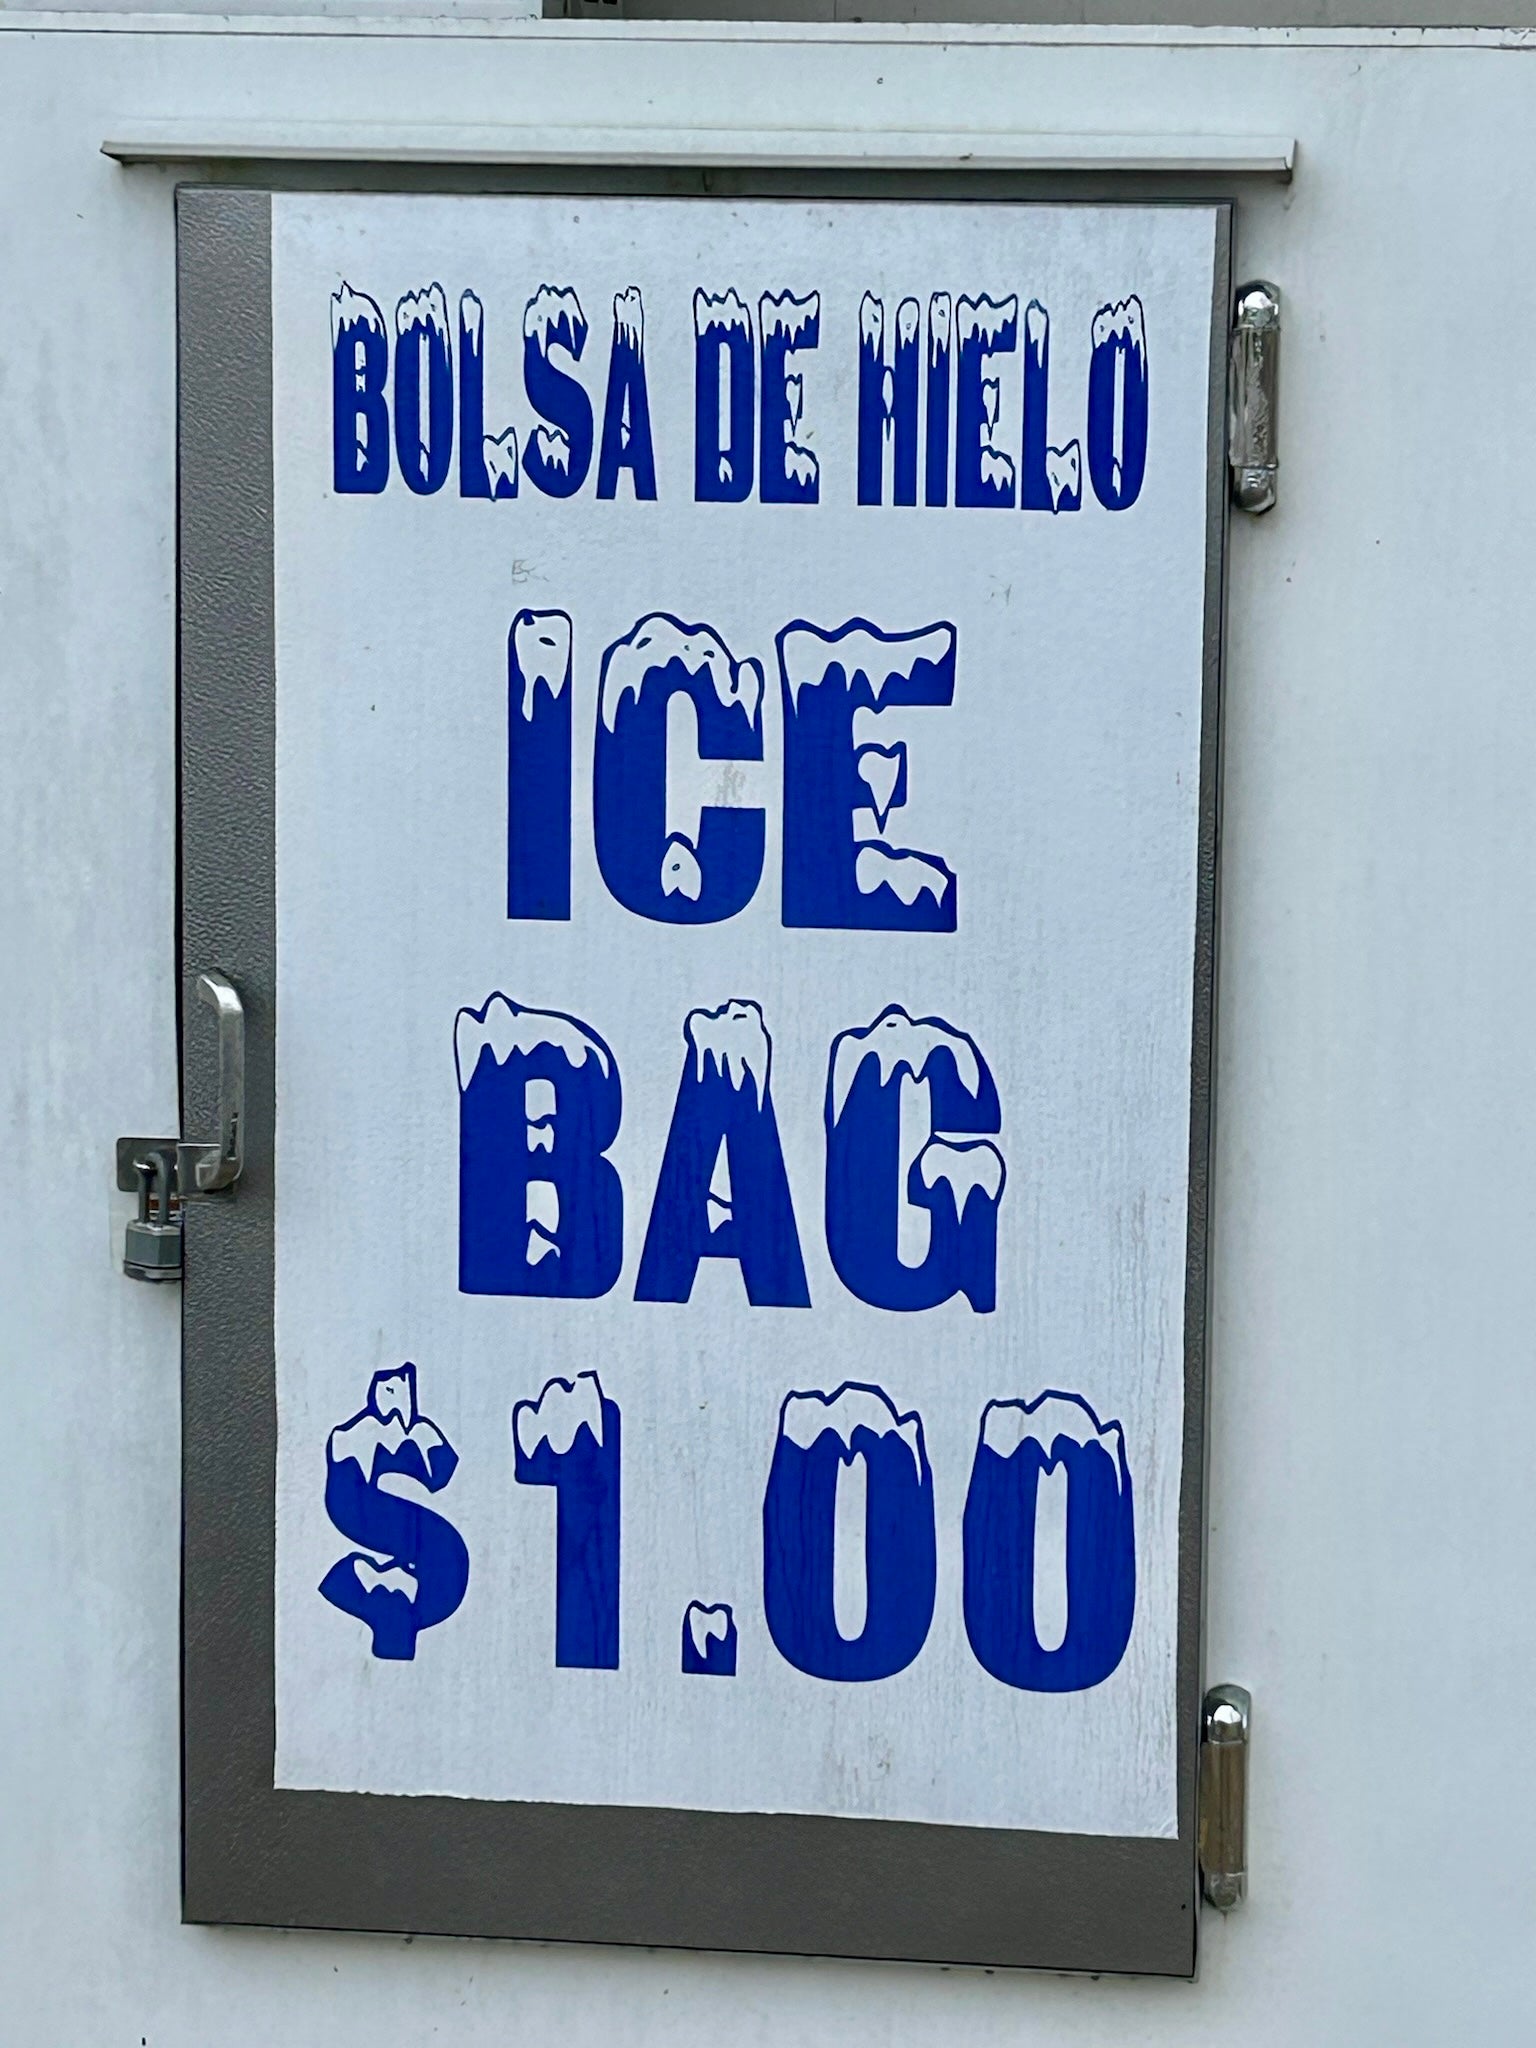 BOLSA DE HIELO
ICE
BAG
$1.00